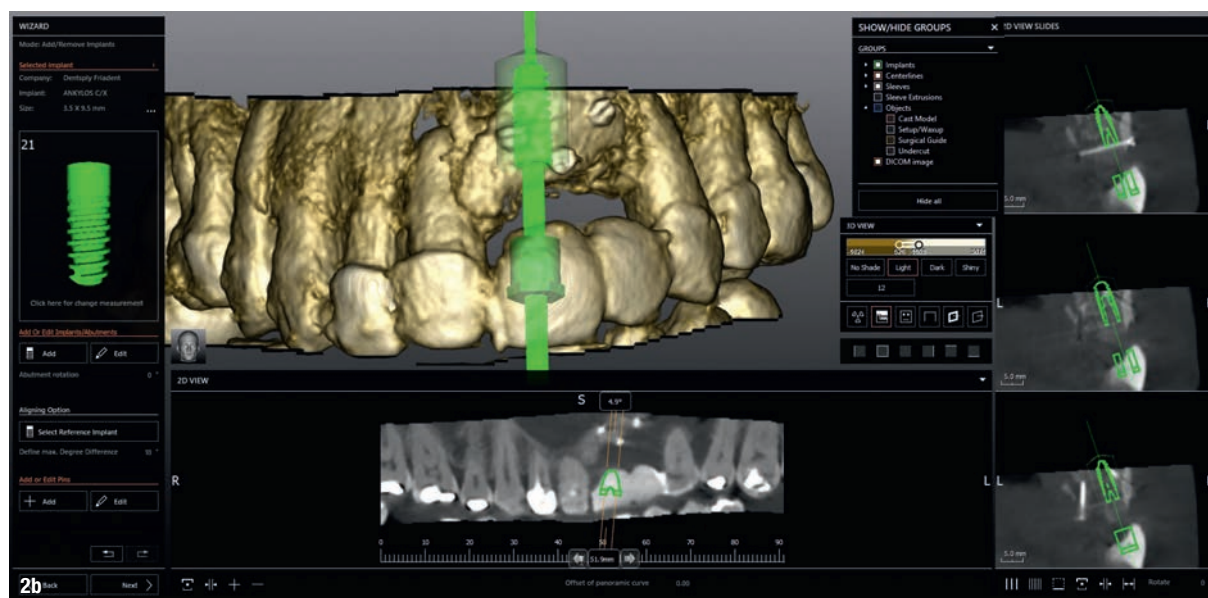 WIZARD
Mode: Add/Remove Implants
Selected Implant
Company: Dentsply Friadent
Implant: ANKYLOS C/X
Size: 3.5 X 9.5 mm
...
21
Click here for change measurement
Add Or Edit Implants/Abutments
Add
Edit
Abutment rotation 0 °
Aligning Option
Select Reference Implant
Define max. Degree Difference 10 °
Add or Edit Pins
Add
Edit
2b
Back
Next
SHOW/HIDE GROUPS
GROUPS
Implants
Centerlines
Sleeves
Sleeve Extrusions
Objects
Cast Model
Setup/Waxup
Surgical Guide
Undercut
DICOM image
Hide all
3D VIEW
-1024
No Shade
Light
Dark
Shiny
12
2D VIEW
S
4.9°
R
L
0 10 20 30 40 50 60 70 80 90
51.9mm
Offset of panoramic curve 0.00
2D VIEW SLIDES
5.0 mm
L
5.0 mm
L
5.0 mm
Rotate 0